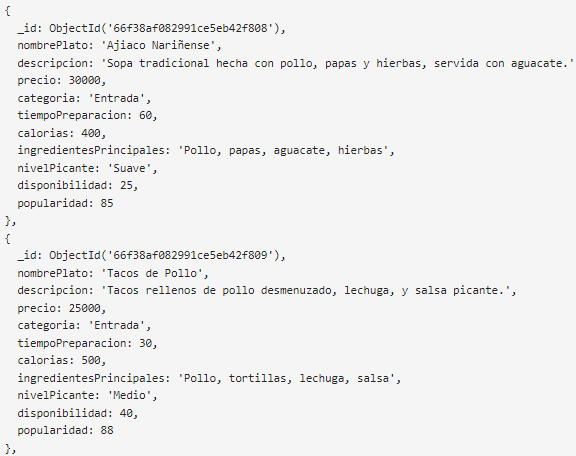 {
_id: ObjectId('66f38af082991ce5eb42f808'),
nombrePlato: 'Ajiaco Nariñense',
descripcion: 'Sopa tradicional hecha con pollo, papas y hierbas, servida con aguacate.'
precio: 30000,
categoria: 'Entrada',
tiempoPreparacion: 60,
calorias: 400,
ingredientesPrincipales: 'Pollo, papas, aguacate, hierbas',
nivelPicante: 'Suave',
disponibilidad: 25,
popularidad: 85
},
{
_id: ObjectId('66f38af082991ce5eb42f809'),
nombrePlato: 'Tacos de Pollo',
descripcion: 'Tacos rellenos de pollo desmenuzado, lechuga, y salsa picante.',
precio: 25000,
categoria: 'Entrada',
tiempoPreparacion: 30,
calorias: 500,
ingredientesPrincipales: 'Pollo, tortillas, lechuga, salsa',
nivelPicante: 'Medio',
disponibilidad: 40,
popularidad: 88
},